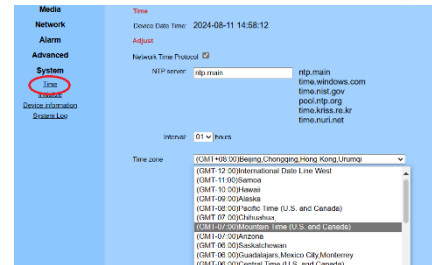 Media
Network
Alarm
Advanced
System
Time
Device information
System Log
Time
Device Date Time: 2024-08-11 14:58:12
Adjust
Network Time Protocol
NTP server: ntp.main
ntp.main
time.windows.com
time.nist.gov
pool.ntp.org
time.kriss.re.kr
time.nuri.net
Interval: 01 hours
Time zone (GMT+08:00)Beijing,Chongqing,Hong Kong,Urumqi
(GMT-12:00)International Date Line West
(GMT-11:00)Samoa
(GMT-10:00)Hawaii
(GMT-09:00)Alaska
(GMT-08:00)Pacific Time (U.S. and Canada)
(GMT-07:00)Chihuahua,
(GMT-07:00)Mountain Time (U.S. and Canada)
(GMT-07:00)Arizona
(GMT-06:00)Saskatchewan
(GMT-06:00)Guadalajara,Mexico City,Monterrey
(GMT-06:00)Central Time (U.S. and Canada)